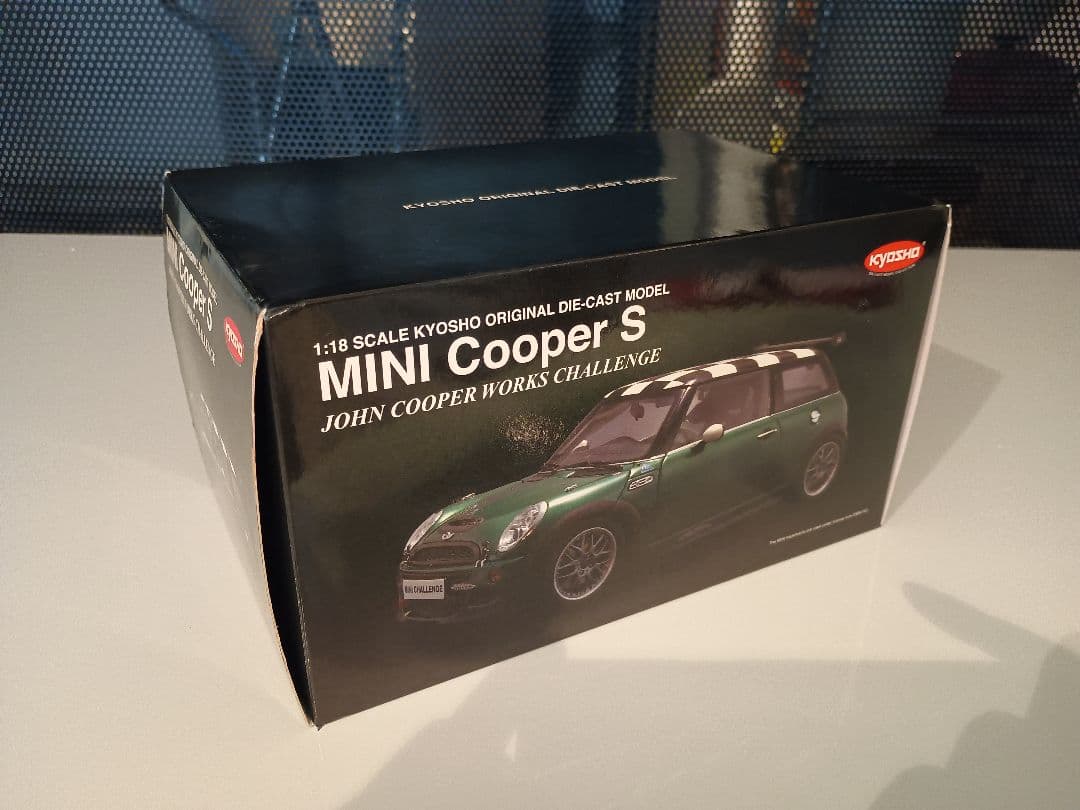 KYOSHO ORIGINAL DIE-CAST MODEL
KYOSHO
1:18 SCALE KYOSHO ORIGINAL DIE-CAST MODEL
MINI Cooper S
JOHN COOPER WORKS CHALLENGE
MINI CHALLENGE
MINI
Cooper S
KYOSHO